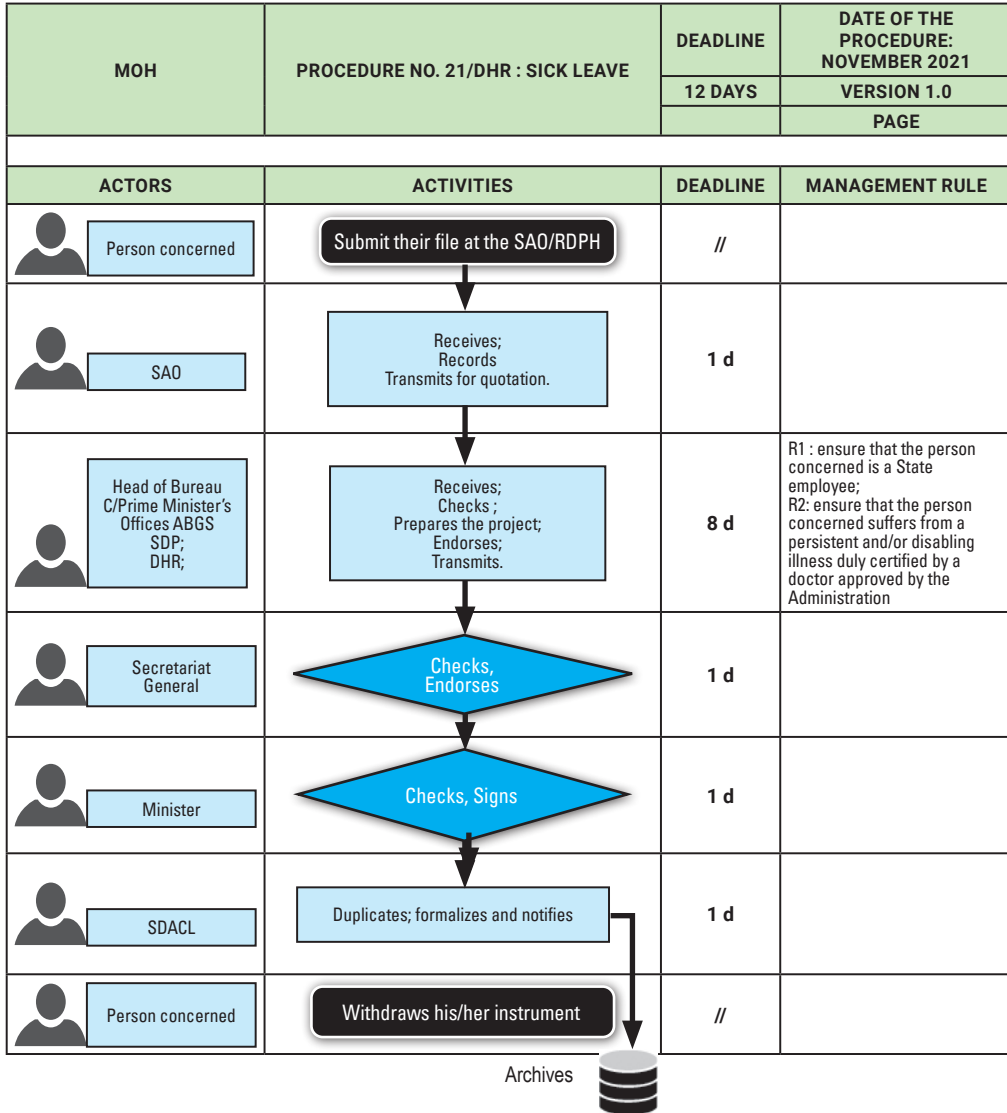 MOH
PROCEDURE NO. 21/DHR : SICK LEAVE
DEADLINE
DATE OF THE
PROCEDURE:
NOVEMBER 2021
12 DAYS
VERSION 1.0
PAGE
ACTORS
ACTIVITIES
DEADLINE
MANAGEMENT RULE
Person concerned
Submit their file at the SAO/RDPH
//
SAO
Receives;
Records
Transmits for quotation.
1 d
Head of Bureau
C/Prime Minister's
Offices ABGS
SDP;
DHR;
Receives;
Checks ;
Prepares the project;
Endorses;
Transmits.
8 d
R1 : ensure that the person
concerned is a State
employee;
R2: ensure that the person
concerned suffers from a
persistent and/or disabling
illness duly certified by a
doctor approved by the
Administration
Secretariat
General
Checks,
Endorses
1 d
Minister
Checks, Signs
1 d
SDACL
Duplicates; formalizes and notifies
1 d
Person concerned
Withdraws his/her instrument
//
Archives